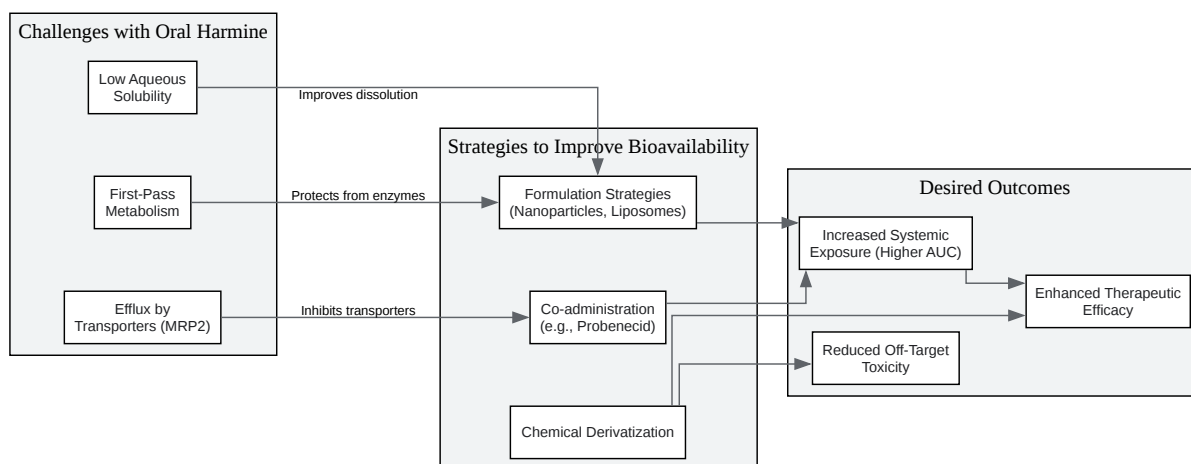 Challenges with Oral Harmine
Low Aqueous
Solubility
Improves dissolution
First-Pass
Metabolism
Protects from enzymes
Efflux by
Transporters (MRP2)
Inhibits transporters
Strategies to Improve Bioavailability
Formulation Strategies
(Nanoparticles, Liposomes)
Co-administration
(e.g., Probenecid)
Chemical Derivatization
Desired Outcomes
Increased Systemic
Exposure (Higher AUC)
Enhanced Therapeutic
Efficacy
Reduced Off-Target
Toxicity